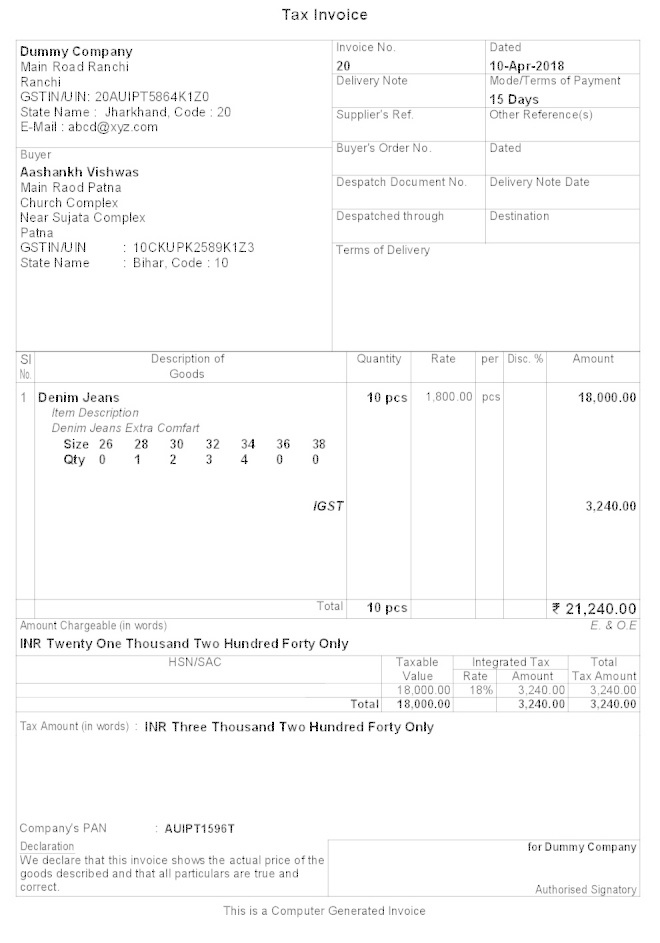 Tax Invoice
Dummy Company
Main Road Ranchi
Ranchi
GSTIN/UIN: 20AUIPT5864K1Z0
State Name : Jharkhand, Code : 20
E-Mail : abcd@xyz.com
Invoice No.
20
Dated
10-Apr-2018
Delivery Note
Mode/Terms of Payment
15 Days
Supplier's Ref.
Other Reference(s)
Buyer
Aashankh Vishwas
Main Raod Patna
Church Complex
Near Sujata Complex
Patna
GSTIN/UIN : 10CKUPK2589K1Z3
State Name : Bihar, Code : 10
Buyer's Order No.
Dated
Despatch Document No.
Delivery Note Date
Despatched through
Destination
Terms of Delivery
Sl No. Description of Goods Quantity Rate per Disc. % Amount
1 Denim Jeans 10 pcs 1,800.00 pcs 18,000.00
Item Description
Denim Jeans Extra Comfart
Size 26 28 30 32 34 36 38
Qty 0 1 2 3 4 0 0
IGST 3,240.00
Total 10 pcs ₹ 21,240.00
Amount Chargeable (in words) E. & O.E
INR Twenty One Thousand Two Hundred Forty Only
HSN/SAC Taxable Value Integrated Tax Rate Amount Total Tax Amount
18,000.00 18% 3,240.00 3,240.00
Total 18,000.00 3,240.00 3,240.00
Tax Amount (in words) : INR Three Thousand Two Hundred Forty Only
Company's PAN : AUIPT1596T
Declaration
We declare that this invoice shows the actual price of the
goods described and that all particulars are true and
correct.
for Dummy Company
Authorised Signatory
This is a Computer Generated Invoice